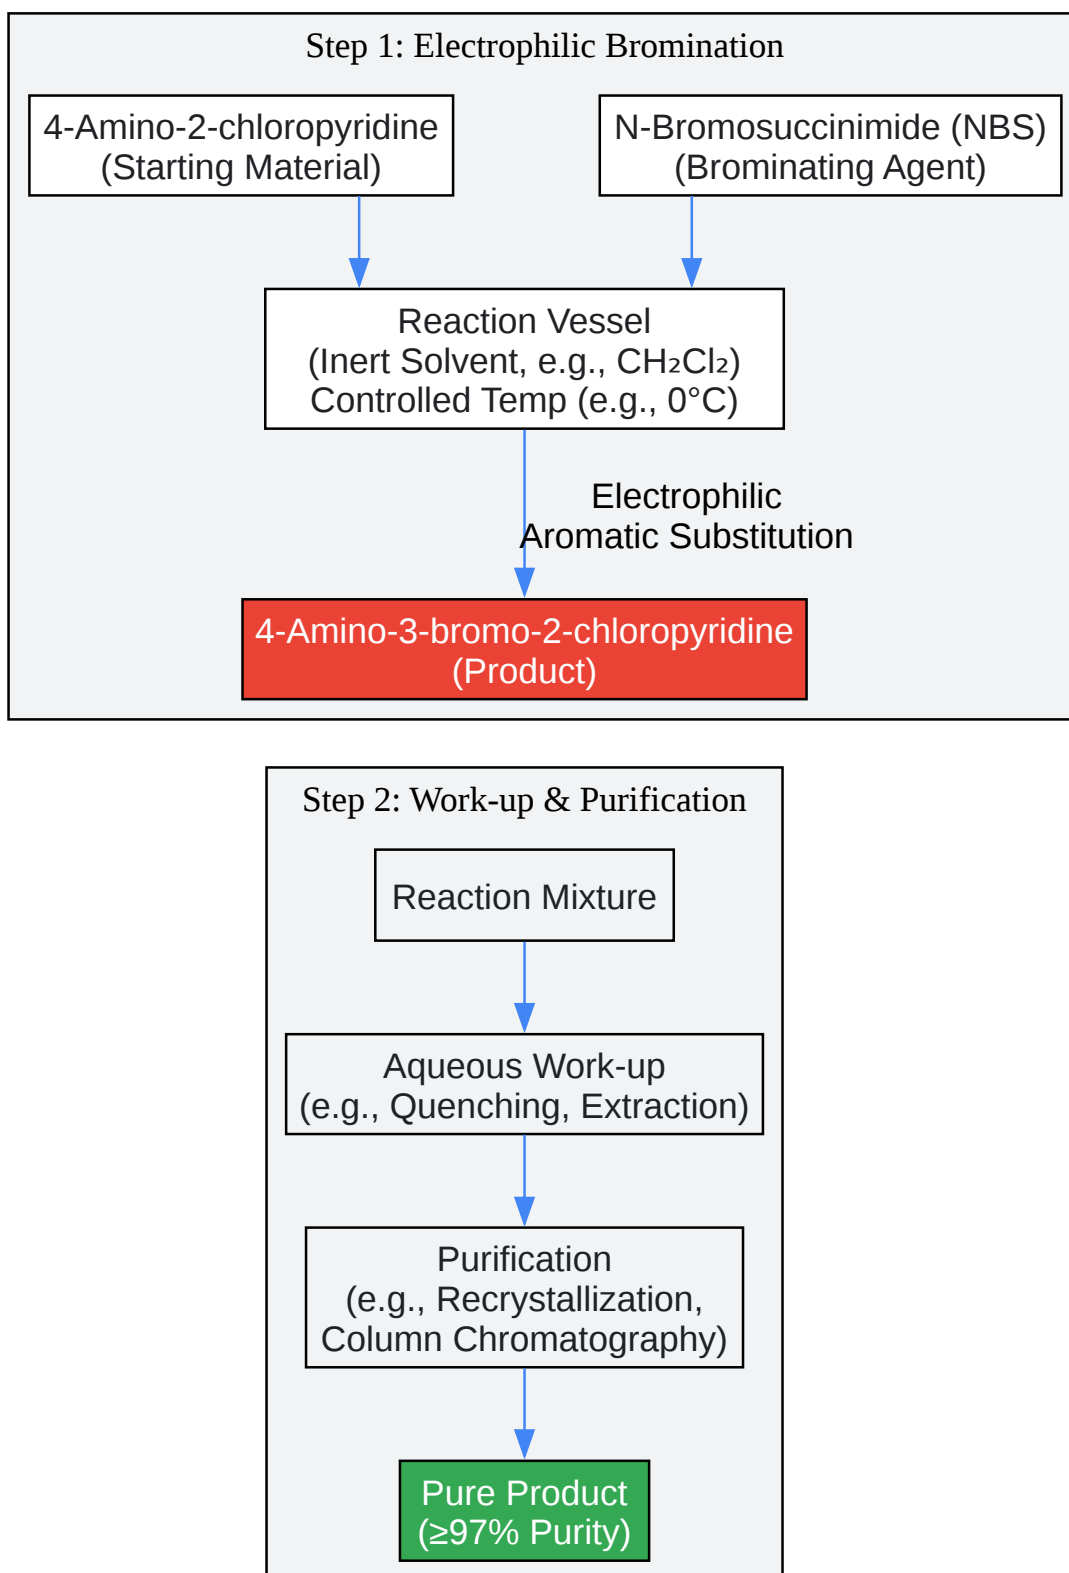 Step 1: Electrophilic Bromination
4-Amino-2-chloropyridine
(Starting Material)
N-Bromosuccinimide (NBS)
(Brominating Agent)
Reaction Vessel
(Inert Solvent, e.g., CH₂Cl₂)
Controlled Temp (e.g., 0°C)
Electrophilic
Aromatic Substitution
4-Amino-3-bromo-2-chloropyridine
(Product)
Step 2: Work-up & Purification
Reaction Mixture
Aqueous Work-up
(e.g., Quenching, Extraction)
Purification
(e.g., Recrystallization,
Column Chromatography)
Pure Product
(≥97% Purity)